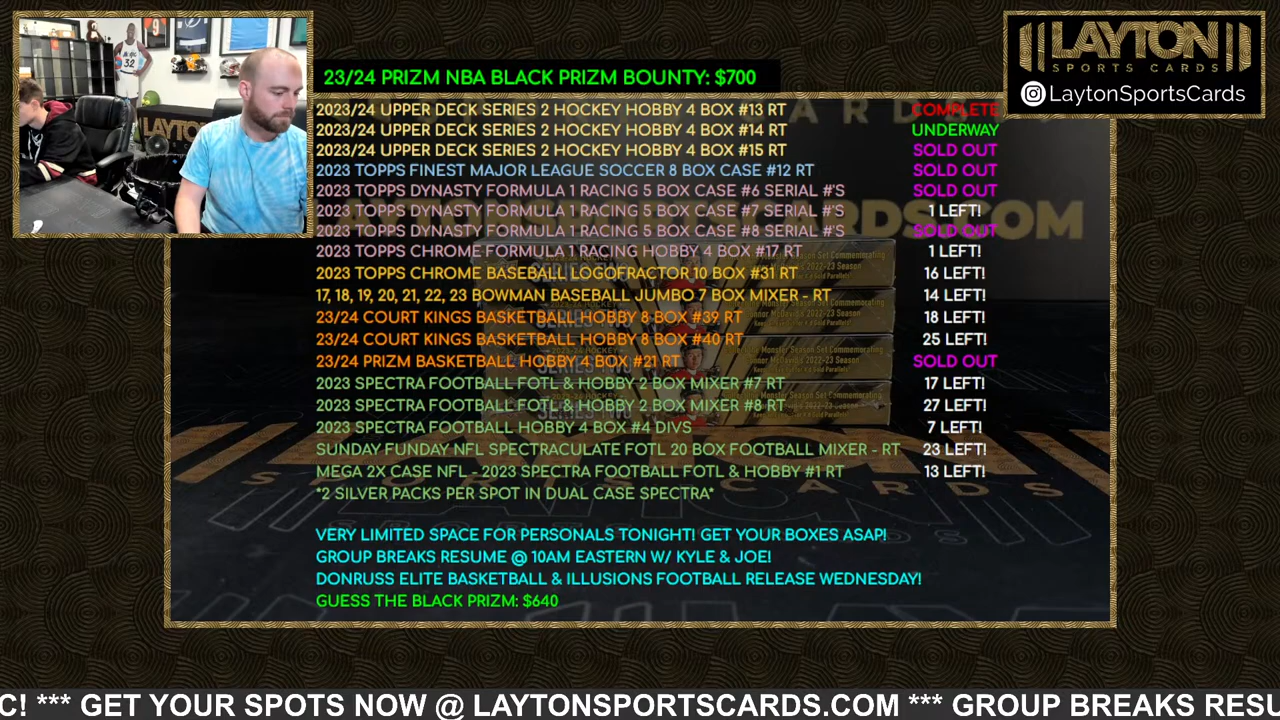 LAYTON
SPORTS CARDS
LaytonSportsCards
23/24 PRIZM NBA BLACK PRIZM BOUNTY: $700
2023/24 UPPER DECK SERIES 2 HOCKEY HOBBY 4 BOX #13 RT COMPLETE
2023/24 UPPER DECK SERIES 2 HOCKEY HOBBY 4 BOX #14 RT UNDERWAY
2023/24 UPPER DECK SERIES 2 HOCKEY HOBBY 4 BOX #15 RT SOLD OUT
2023 TOPPS FINEST MAJOR LEAGUE SOCCER 8 BOX CASE #12 RT SOLD OUT
2023 TOPPS DYNASTY FORMULA 1 RACING 5 BOX CASE #6 SERIAL #'S SOLD OUT
2023 TOPPS DYNASTY FORMULA 1 RACING 5 BOX CASE #7 SERIAL #'S 1 LEFT!
2023 TOPPS DYNASTY FORMULA 1 RACING 5 BOX CASE #8 SERIAL #'S SOLD OUT
2023 TOPPS CHROME FORMULA 1 RACING HOBBY 4 BOX #17 RT 1 LEFT!
2023 TOPPS CHROME BASEBALL LOGOFRACTOR 10 BOX #31 RT 16 LEFT!
17, 18, 19, 20, 21, 22, 23 BOWMAN BASEBALL JUMBO 7 BOX MIXER - RT 14 LEFT!
23/24 COURT KINGS BASKETBALL HOBBY 8 BOX #39 RT 18 LEFT!
23/24 COURT KINGS BASKETBALL HOBBY 8 BOX #40 RT 25 LEFT!
23/24 PRIZM BASKETBALL HOBBY 4 BOX #21 RT SOLD OUT
2023 SPECTRA FOOTBALL FOTL & HOBBY 2 BOX MIXER #7 RT 17 LEFT!
2023 SPECTRA FOOTBALL FOTL & HOBBY 2 BOX MIXER #8 RT 27 LEFT!
2023 SPECTRA FOOTBALL HOBBY 4 BOX #4 DIVS 7 LEFT!
SUNDAY FUNDAY NFL SPECTRACULATE FOTL 20 BOX FOOTBALL MIXER - RT 23 LEFT!
MEGA 2X CASE NFL - 2023 SPECTRA FOOTBALL FOTL & HOBBY #1 RT 13 LEFT!
*2 SILVER PACKS PER SPOT IN DUAL CASE SPECTRA*
VERY LIMITED SPACE FOR PERSONALS TONIGHT! GET YOUR BOXES ASAP!
GROUP BREAKS RESUME @ 10AM EASTERN W/ KYLE & JOE!
DONRUSS ELITE BASKETBALL & ILLUSIONS FOOTBALL RELEASE WEDNESDAY!
GUESS THE BLACK PRIZM: $640
C! *** GET YOUR SPOTS NOW @ LAYTONSPORTSCARDS.COM *** GROUP BREAKS RESU